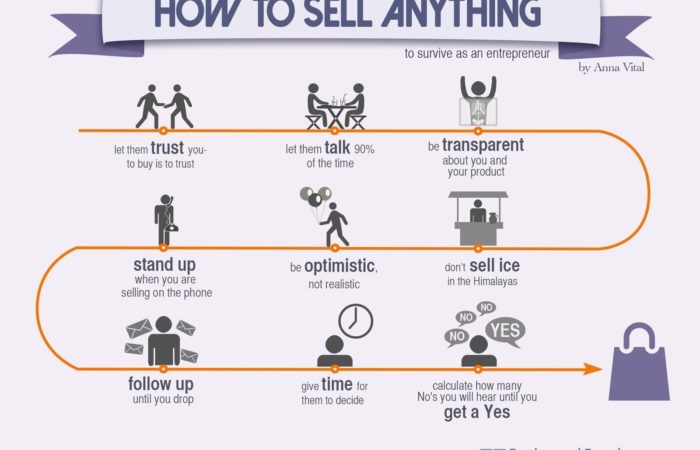 HOW TO SELL ANYTHING
to survive as an entrepreneur
by Anna Vital
let them trust you-
to buy is to trust
let them talk 90%
of the time
be transparent
about you and
your product
stand up
when you are
selling on the phone
be optimistic,
not realistic
don't sell ice
in the Himalayas
follow up
until you drop
give time for
them to decide
NO
NO
NO
YES
calculate how many
No's you will hear until you
get a Yes